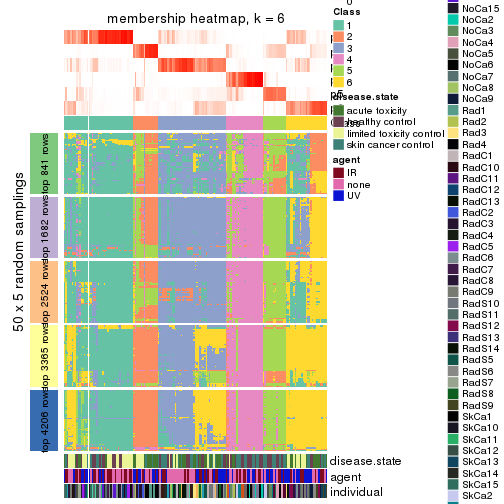 membership heatmap, k = 6
50 x 5 random samplings
top 841 rows
top 1682 rows
top 2524 rows
top 3365 rows
top 4206 rows
disease.state
agent
individual
0
Class
1
2
3
4
5
6
disease.state
acute toxicity
healthy control
limited toxicity control
skin cancer control
agent
IR
none
UV
NoCa15
NoCa2
NoCa3
NoCa4
NoCa5
NoCa6
NoCa7
NoCa8
NoCa9
Rad1
Rad2
Rad3
Rad4
RadC1
RadC10
RadC11
RadC12
RadC13
RadC2
RadC3
RadC4
RadC5
RadC6
RadC7
RadC8
RadC9
RadS10
RadS11
RadS12
RadS13
RadS14
RadS5
RadS6
RadS7
RadS8
RadS9
SkCa1
SkCa10
SkCa11
SkCa12
SkCa13
SkCa14
SkCa15
SkCa2